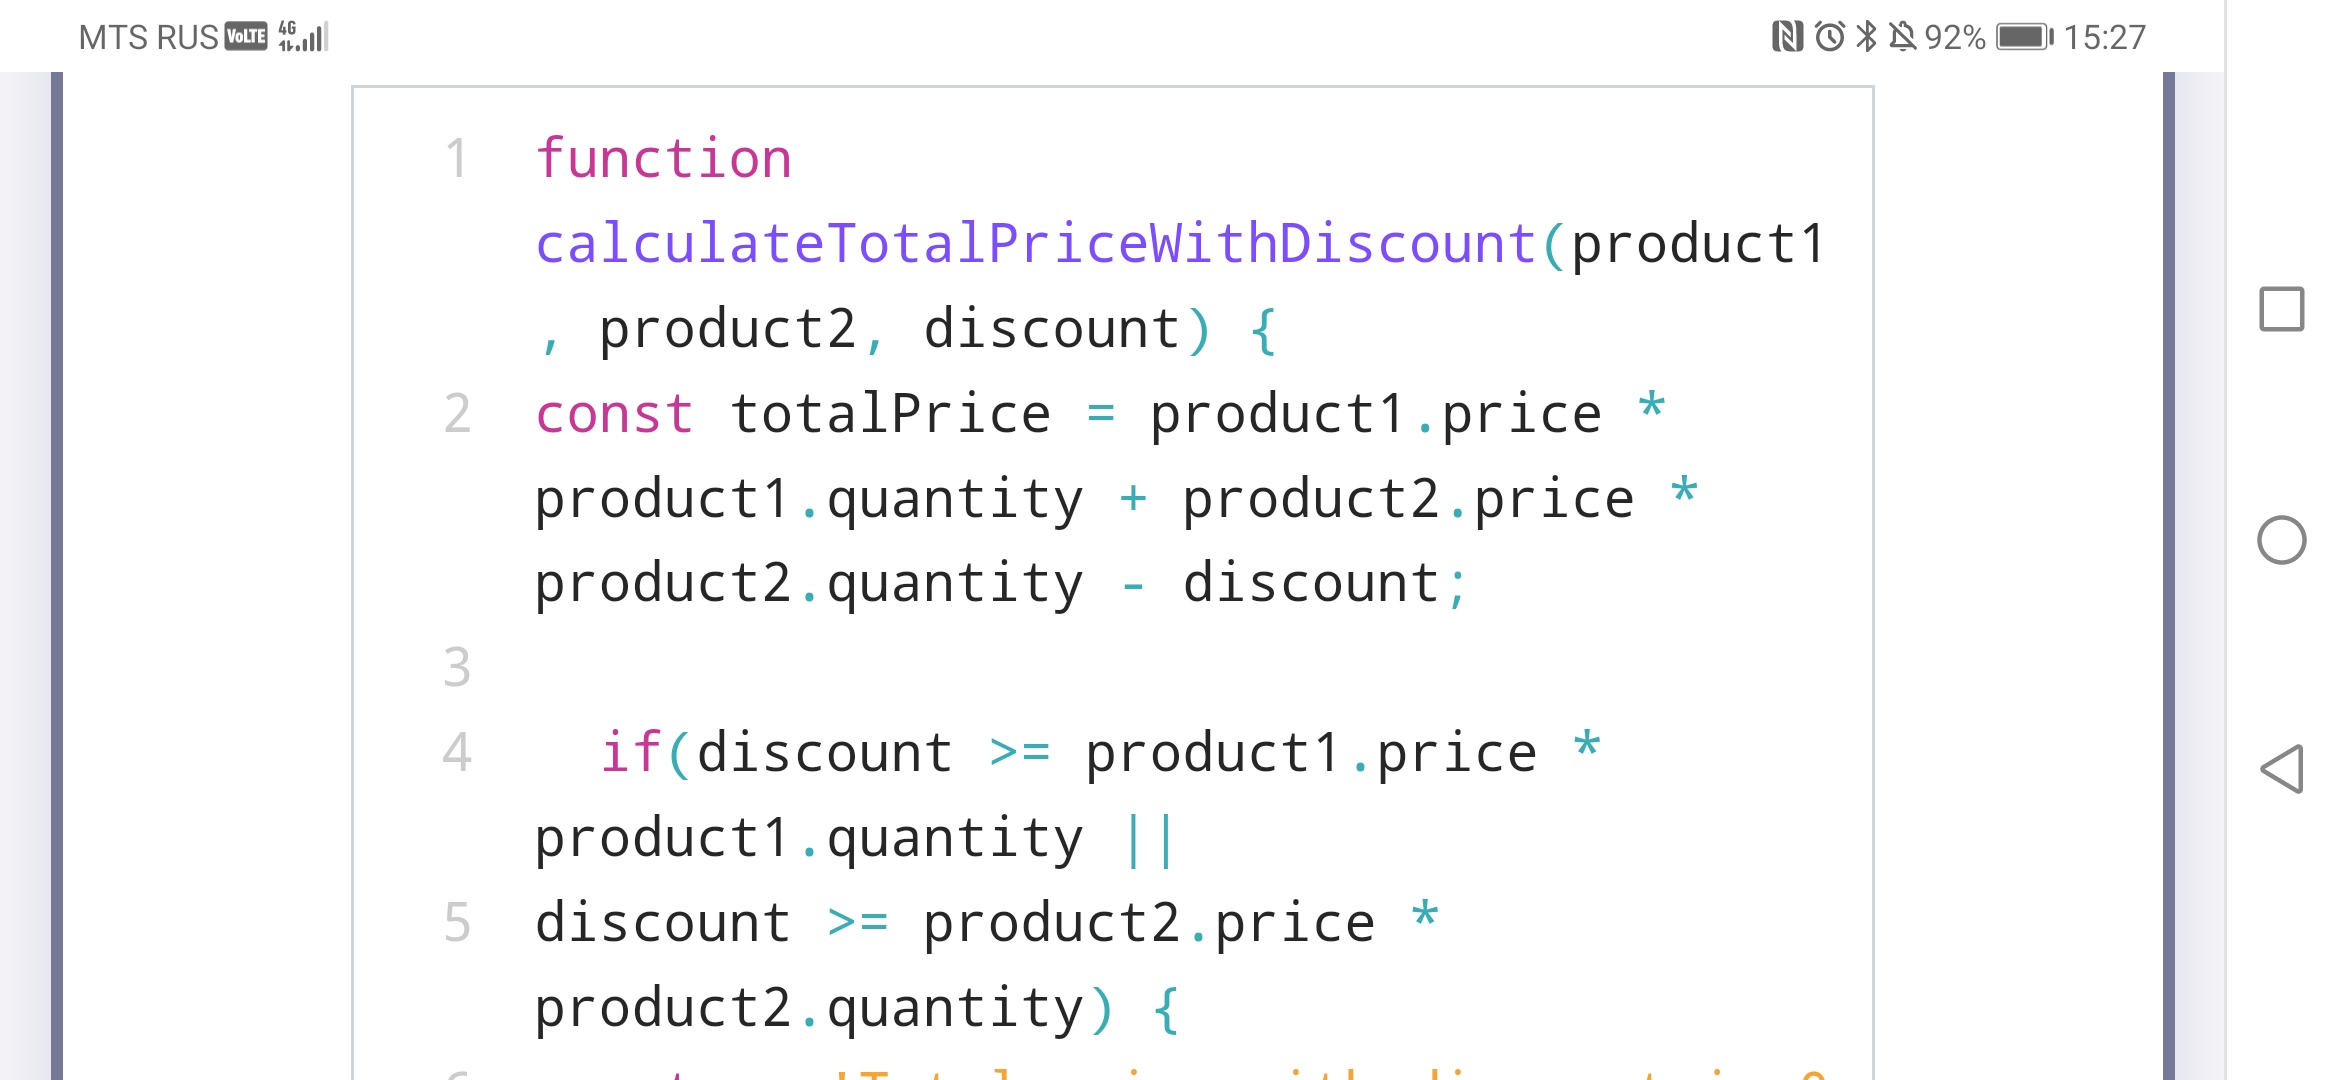 MTS RUS VoLTE 4G 92% 15:27
1 function
calculateTotalPriceWithDiscount(product1
, product2, discount) {
2 const totalPrice = product1.price *
product1.quantity + product2.price *
product2.quantity - discount;
3
4 if(discount >= product1.price *
product1.quantity ||
5 discount >= product2.price *
product2.quantity) {